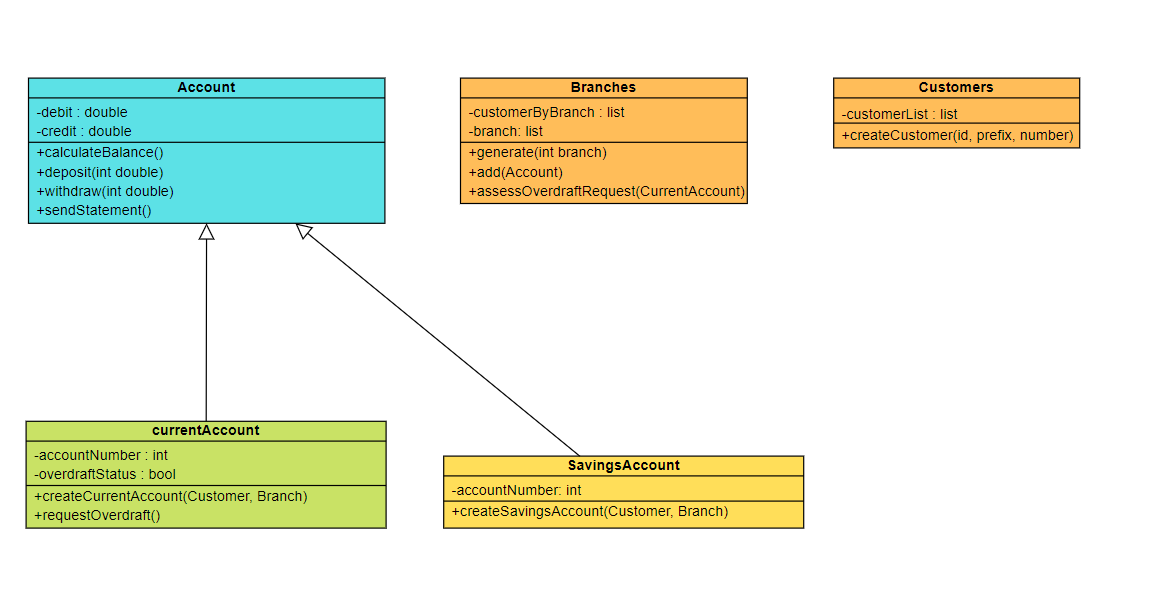 Account
-debit : double
-credit : double
+calculateBalance()
+deposit(int double)
+withdraw(int double)
+sendStatement()
Branches
-customerByBranch : list
-branch: list
+generate(int branch)
+add(Account)
+assessOverdraftRequest(CurrentAccount)
Customers
-customerList : list
+createCustomer(id, prefix, number)
currentAccount
-accountNumber : int
-overdraftStatus : bool
+createCurrentAccount(Customer, Branch)
+requestOverdraft()
SavingsAccount
-accountNumber: int
+createSavingsAccount(Customer, Branch)